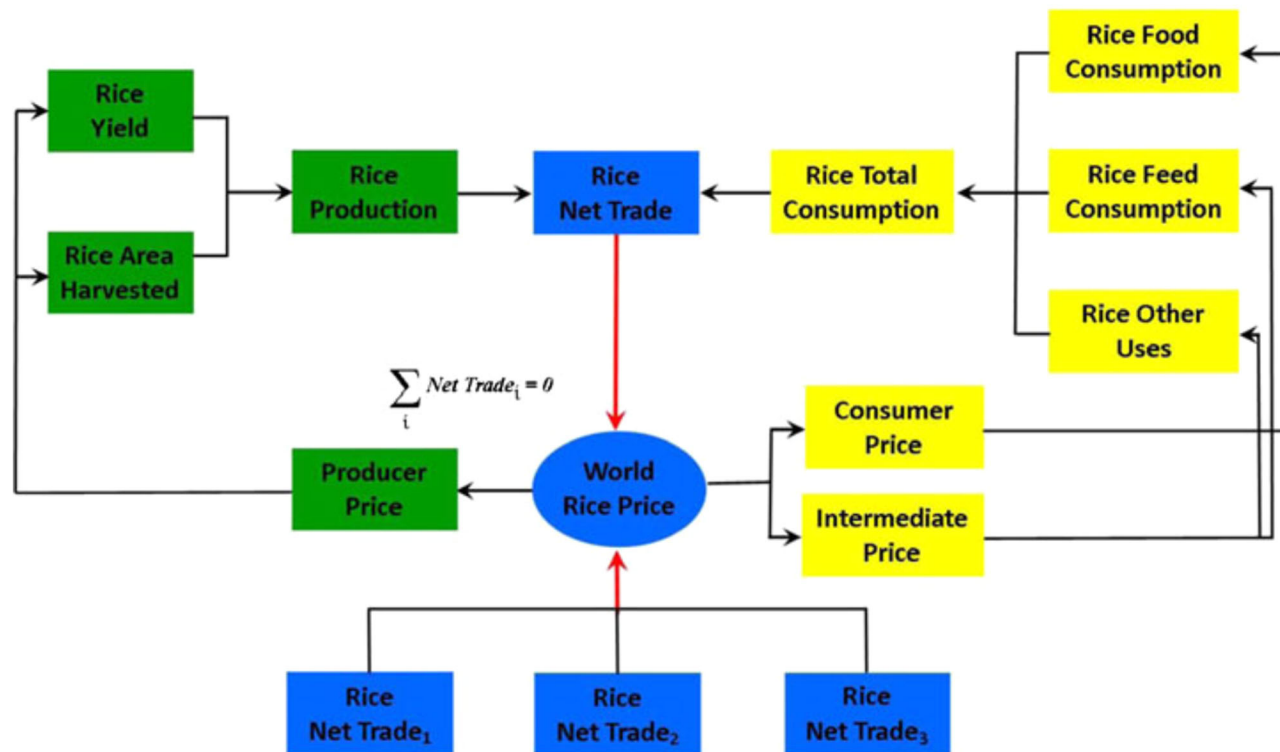 Rice Food
Consumption
Rice
Yield
Rice
Production
Rice
Net Trade
Rice Total
Consumption
Rice Feed
Consumption
Rice Area
Harvested
Rice Other
Uses
∑ Net Tradeᵢ = 0
i
Consumer
Price
Producer
Price
World
Rice Price
Intermediate
Price
Rice
Net Trade₁
Rice
Net Trade₂
Rice
Net Trade₃